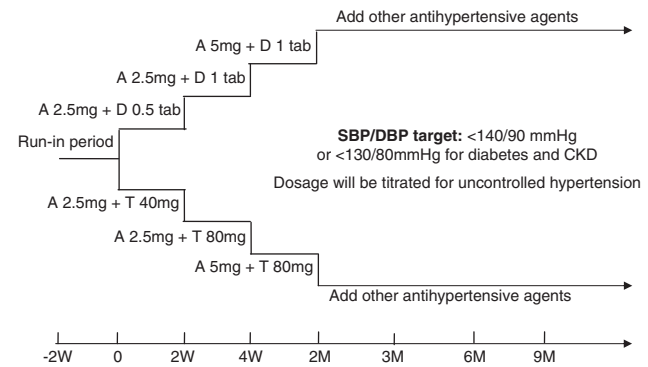 Add other antihypertensive agents
A 5mg + D 1 tab
A 2.5mg + D 1 tab
A 2.5mg + D 0.5 tab
Run-in period
SBP/DBP target: <140/90 mmHg
or <130/80mmHg for diabetes and CKD
Dosage will be titrated for uncontrolled hypertension
A 2.5mg + T 40mg
A 2.5mg + T 80mg
A 5mg + T 80mg
Add other antihypertensive agents
-2W 0 2W 4W 2M 3M 6M 9M